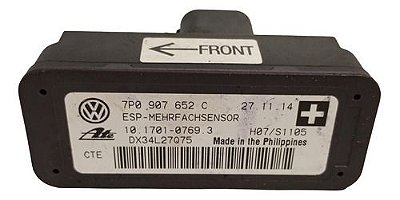 ←FRONT
7P0 907 652 C 27.11.14
ESP-MEHRFACHSENSOR
Ate 10.1701-0769.3 H07/S1105
DX34L27Q75 Made in the Philippines
CTE